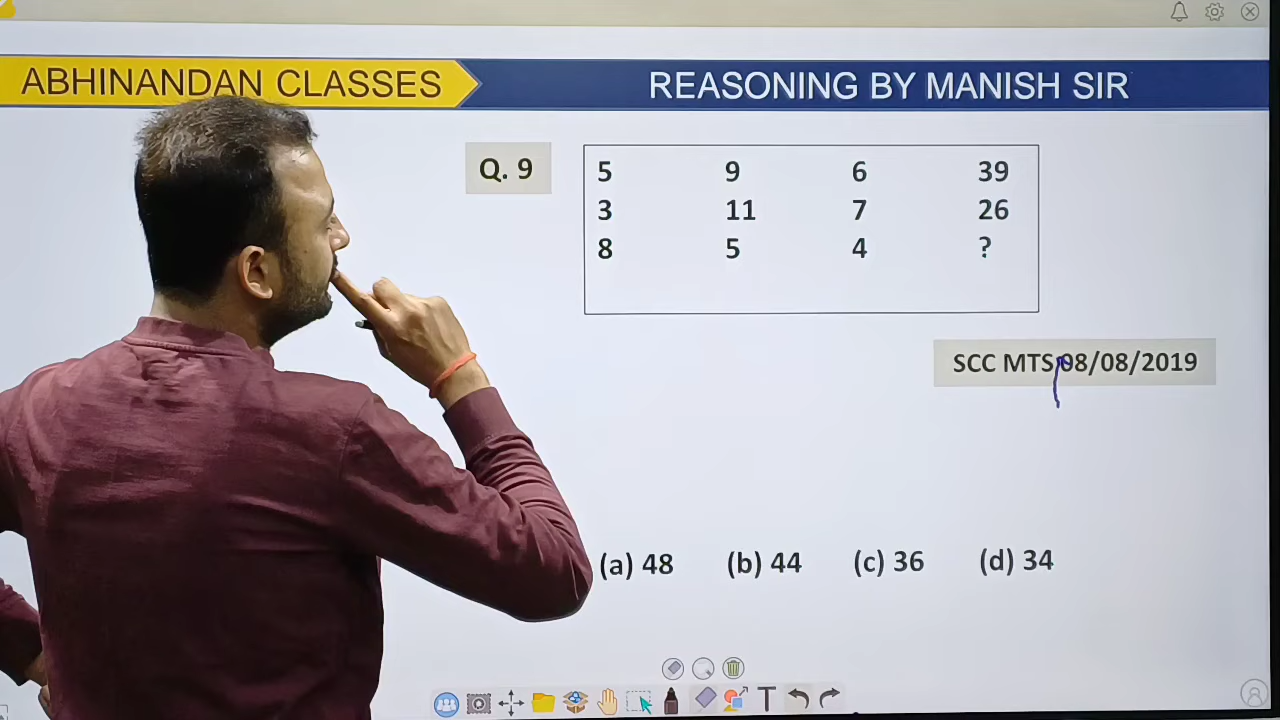 ABHINANDAN CLASSES
REASONING BY MANISH SIR
Q. 9
5 9 6 39
3 11 7 26
8 5 4 ?
SCC MTS 08/08/2019
(a) 48 (b) 44 (c) 36 (d) 34